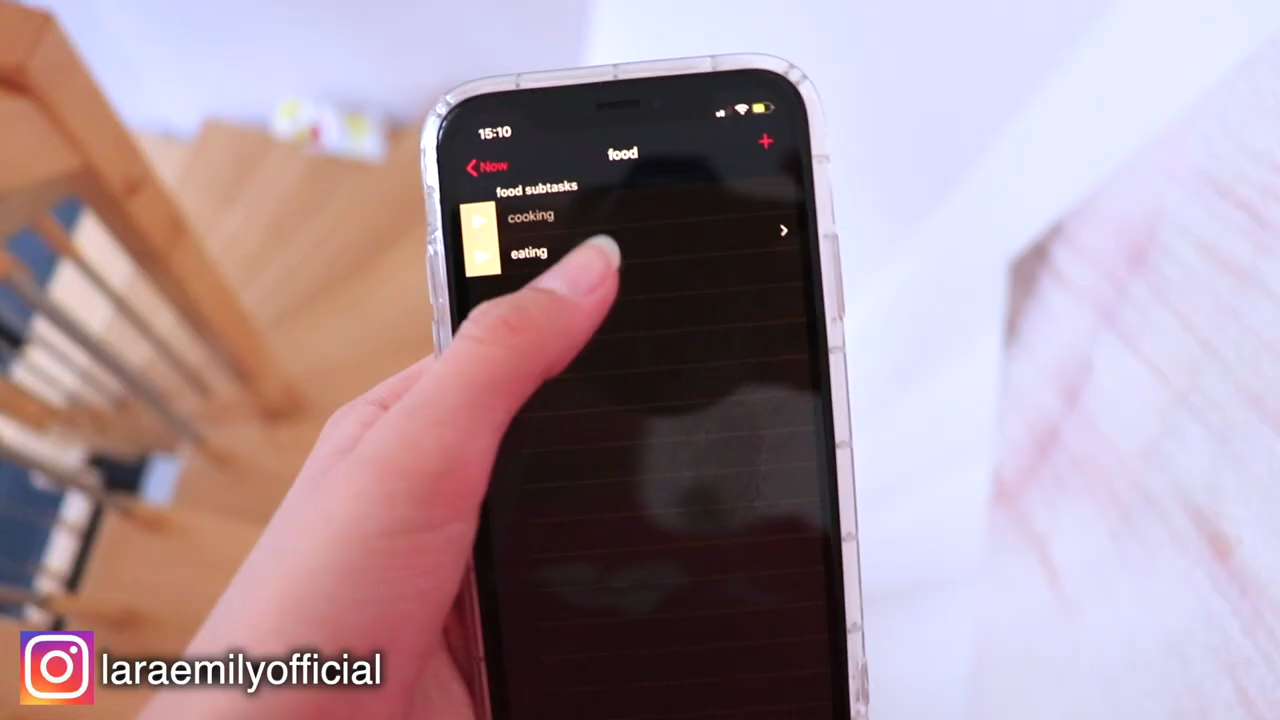 15:10
Now
food
food subtasks
cooking
eating
laraemilyofficial